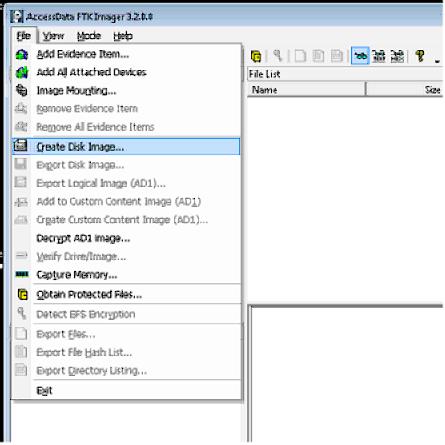 AccessData FTK Imager 3.2.0.0
File View Mode Help
Add Evidence Item...
Add All Attached Devices
Image Mounting...
Remove Evidence Item
Remove All Evidence Items
Create Disk Image...
Export Disk Image...
Export Logical Image (AD1)...
Add to Custom Content Image (AD1)
Create Custom Content Image (AD1)...
Decrypt AD1 image...
Verify Drive/Image...
Capture Memory...
Obtain Protected Files...
Detect EFS Encryption
Export Files...
Export File Hash List...
Export Directory Listing...
Exit
File List
Name Size